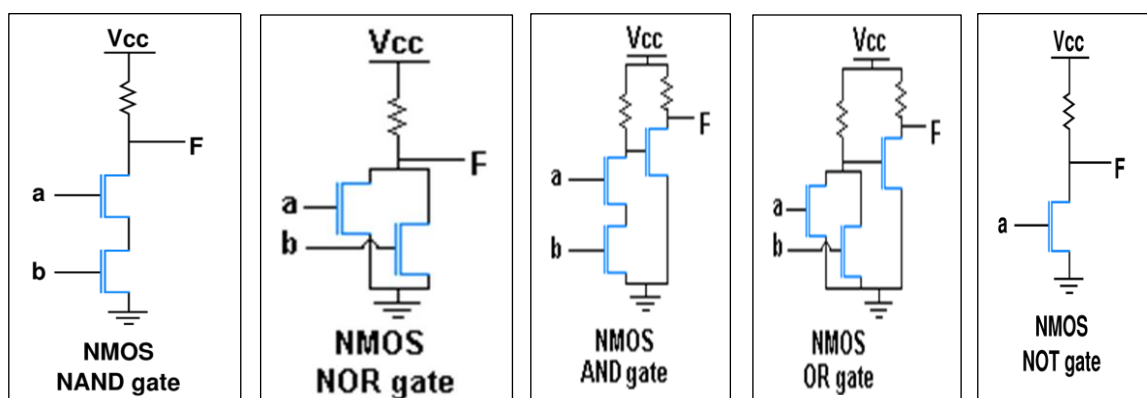 Vcc
F
a
b
NMOS
NAND gate
Vcc
F
a
b
NMOS
NOR gate
Vcc
F
a
b
NMOS
AND gate
Vcc
F
a
b
NMOS
OR gate
Vcc
F
a
NMOS
NOT gate